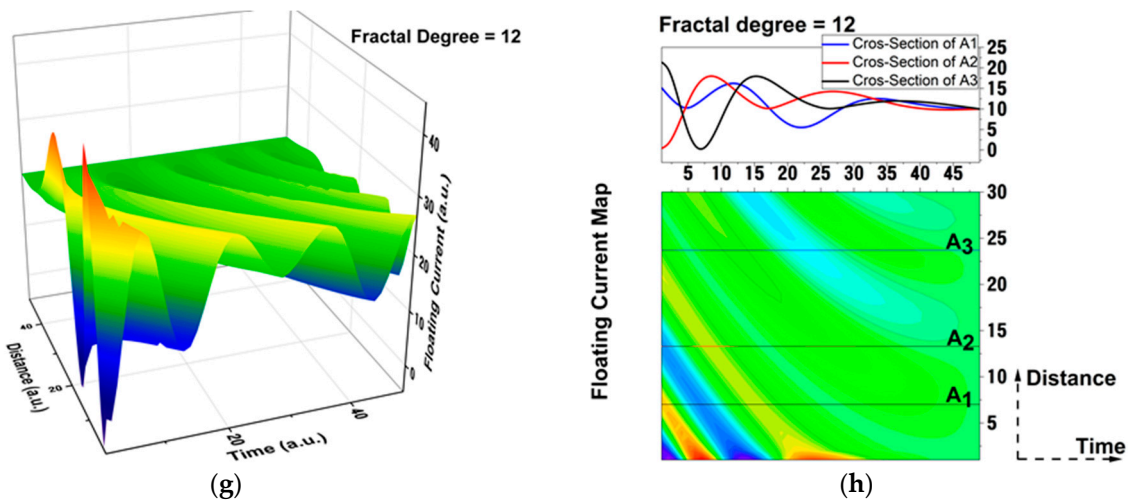 Fractal Degree = 12
40
30
20
10
0
Floating Current (a.u.)
40
20
Distance (a.u.)
20
40
Time (a.u.)
(g)
Fractal degree = 12
Cros-Section of A1
Cros-Section of A2
Cros-Section of A3
25
20
15
10
5
0
5 10 15 20 25 30 35 40 45
Floating Current Map
30
25
20
15
10
5
A3
A2
A1
Distance
Time
(h)